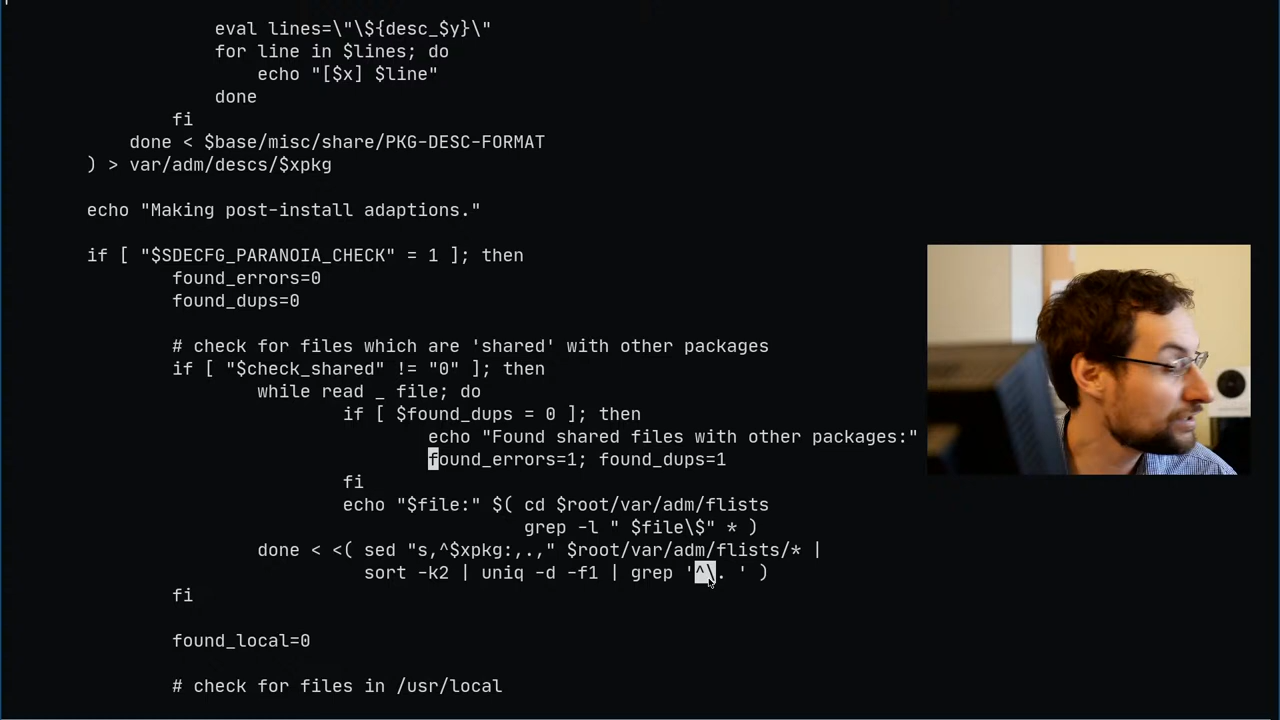 eval lines=\"\${desc_$y}\"
for line in $lines; do
echo "[$x] $line"
done
fi
done < $base/misc/share/PKG-DESC-FORMAT
) > var/adm/descs/$xpkg
echo "Making post-install adaptions."
if [ "$SDECFG_PARANOIA_CHECK" = 1 ]; then
found_errors=0
found_dups=0
# check for files which are 'shared' with other packages
if [ "$check_shared" != "0" ]; then
while read _ file; do
if [ $found_dups = 0 ]; then
echo "Found shared files with other packages:"
found_errors=1; found_dups=1
fi
echo "$file:" $( cd $root/var/adm/flists
grep -l " $file\$" * )
done < <( sed "s,^$xpkg:,.," $root/var/adm/flists/* |
sort -k2 | uniq -d -f1 | grep '^\. ' )
fi
found_local=0
# check for files in /usr/local